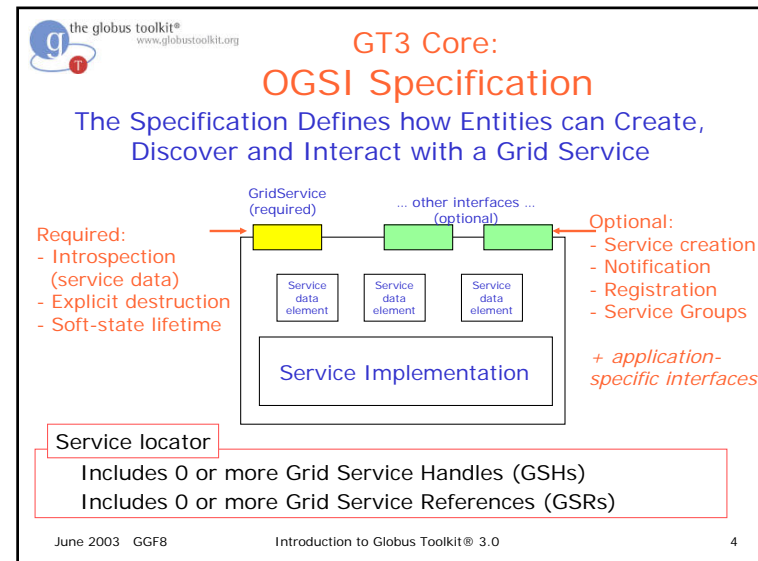 the globus toolkit®
www.globustoolkit.org
g
T
GT3 Core:
OGSI Specification
The Specification Defines how Entities can Create,
Discover and Interact with a Grid Service
GridService
(required)
... other interfaces ...
(optional)
Required:
- Introspection
(service data)
- Explicit destruction
- Soft-state lifetime
Optional:
- Service creation
- Notification
- Registration
- Service Groups
+ application-
specific interfaces
Service
data
element
Service
data
element
Service
data
element
Service Implementation
Service locator
Includes 0 or more Grid Service Handles (GSHs)
Includes 0 or more Grid Service References (GSRs)
June 2003 GGF8
Introduction to Globus Toolkit® 3.0
4